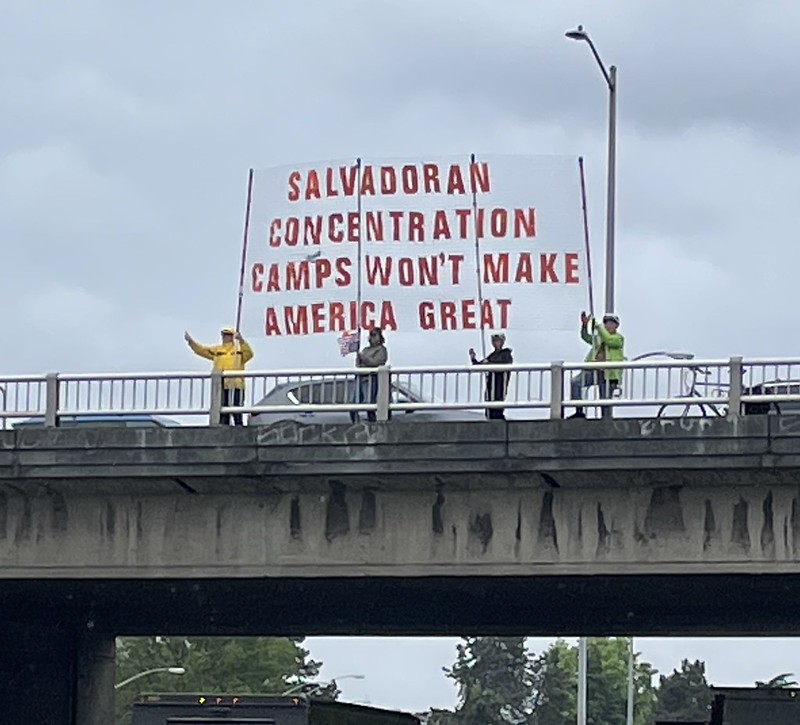 SALVADORAN
CONCENTRATION
CAMPS WON'T MAKE
AMERICA GREAT